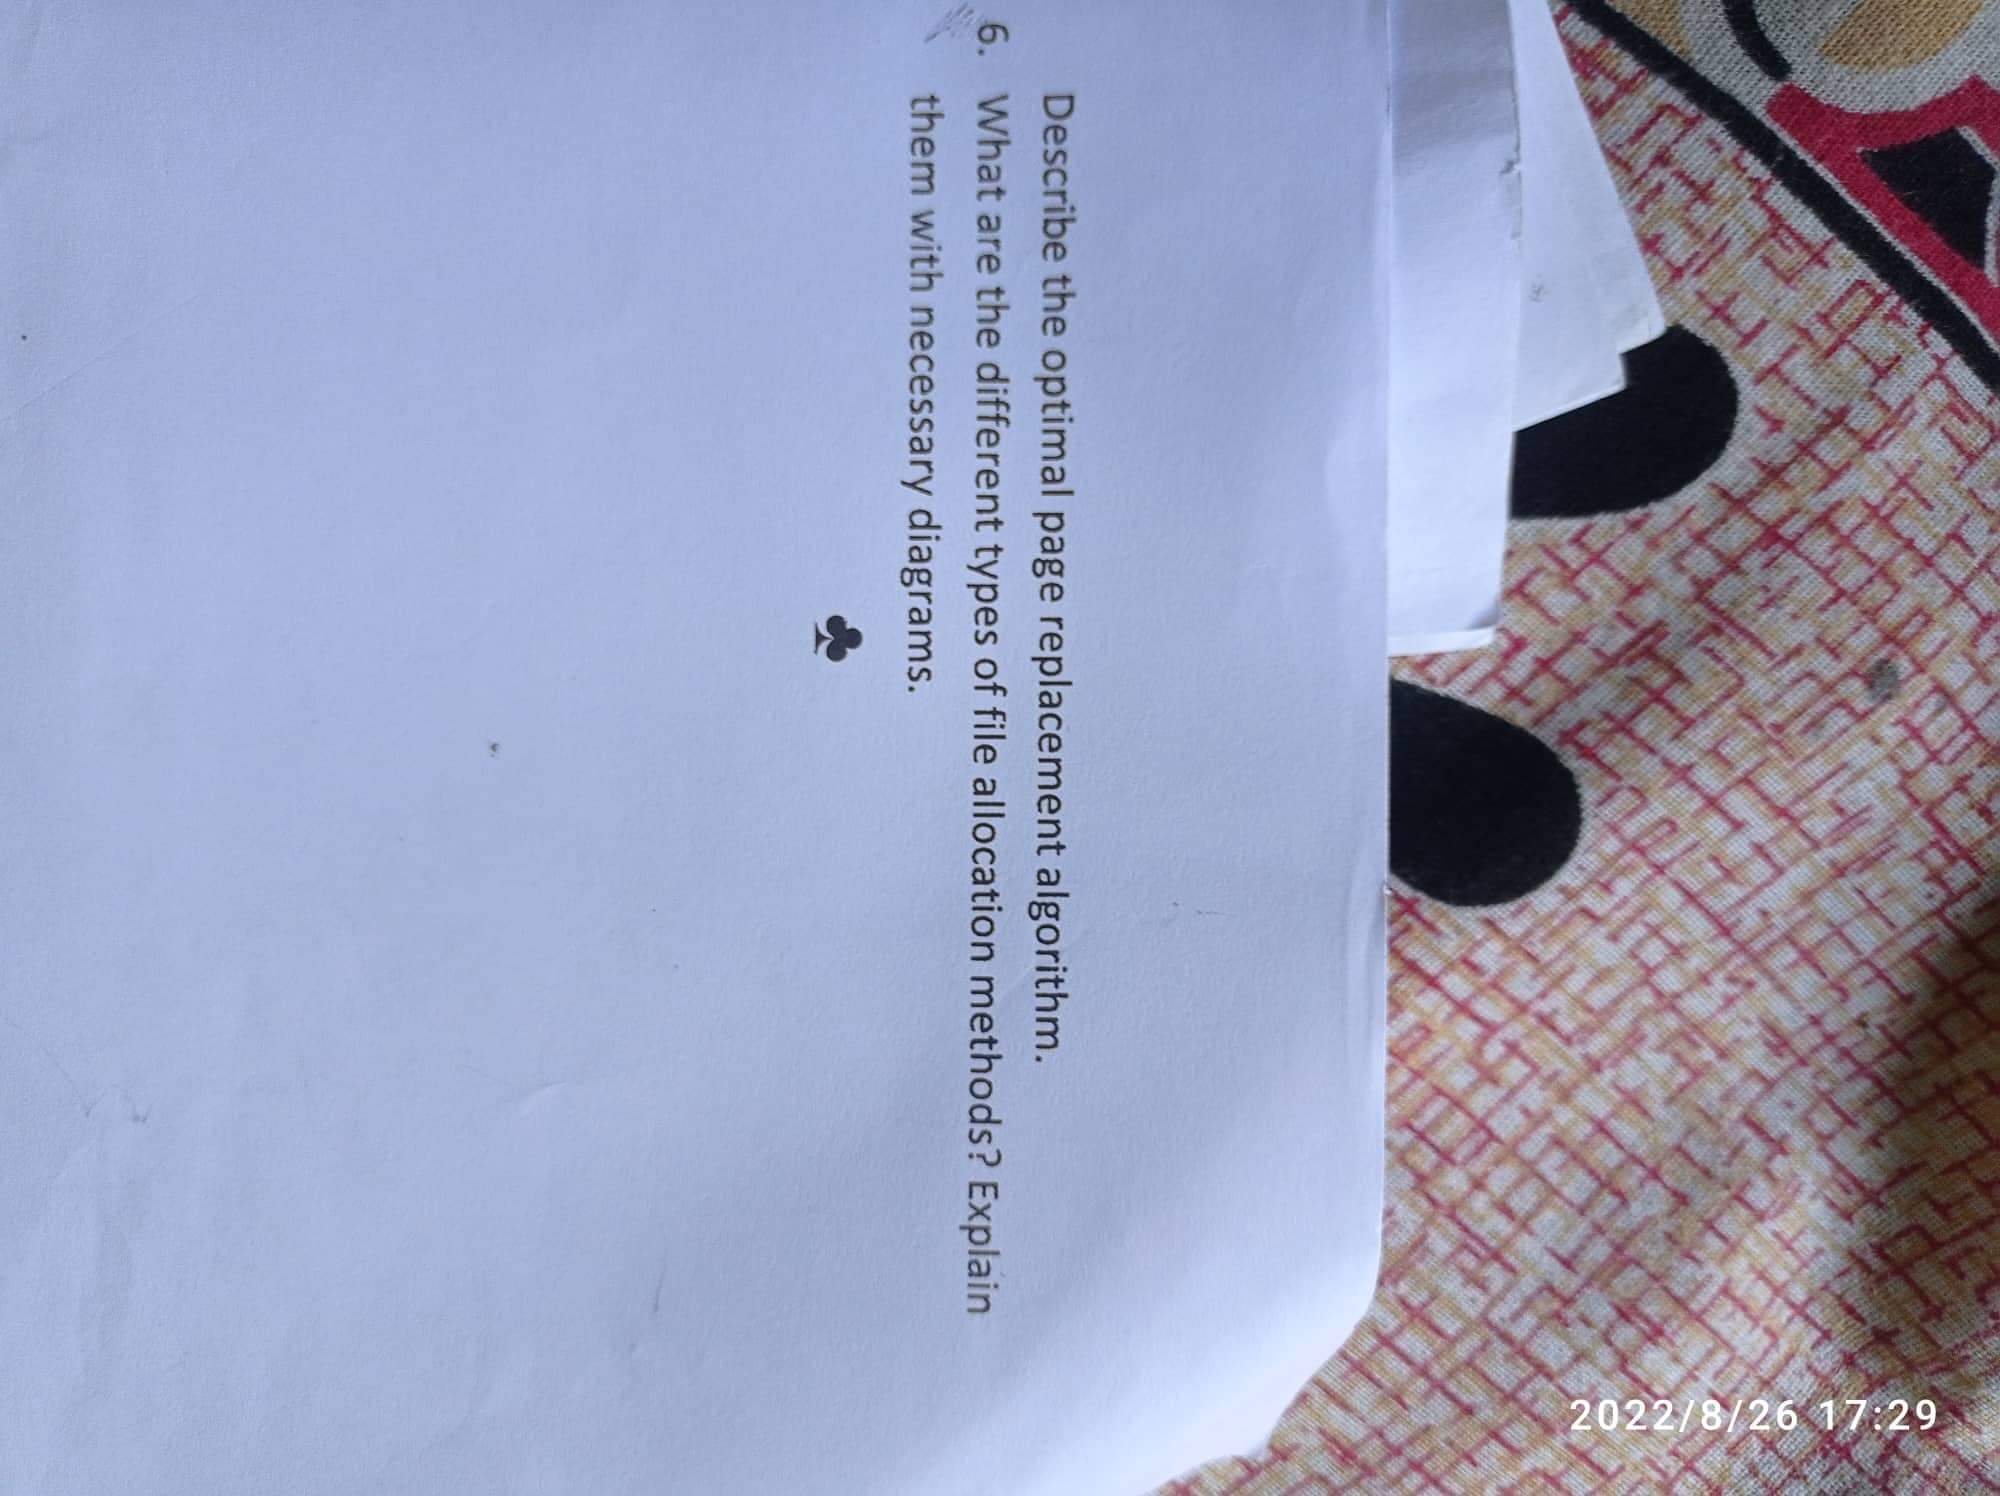 2022/8/26 17:29
Describe the optimal page replacement algorithm.
6. What are the different types of file allocation methods? Explain
them with necessary diagrams.